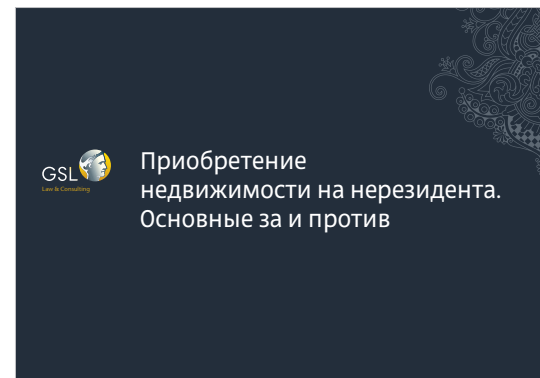 GSL
Law & Consulting
Приобретение
недвижимости на нерезидента.
Основные за и против